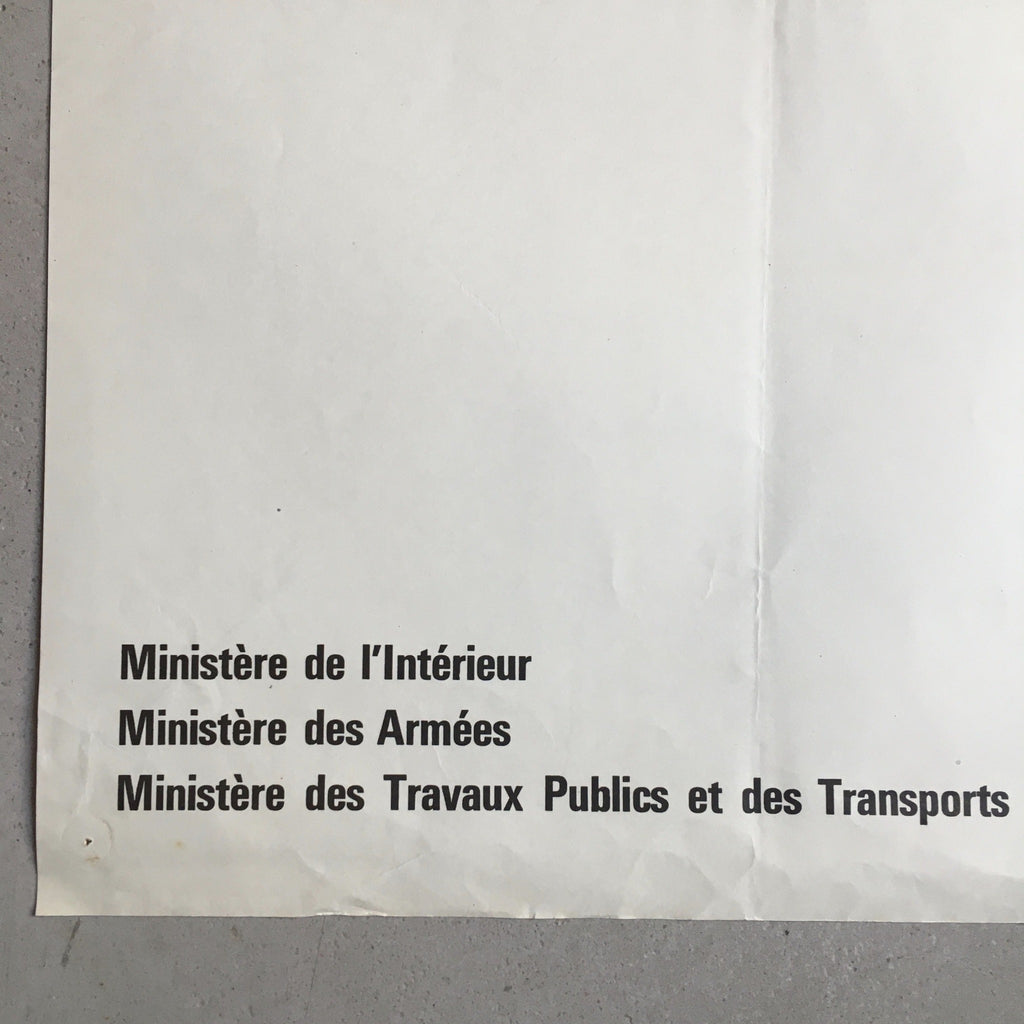 Ministère de l'Intérieur
Ministère des Armées
Ministère des Travaux Publics et des Transports